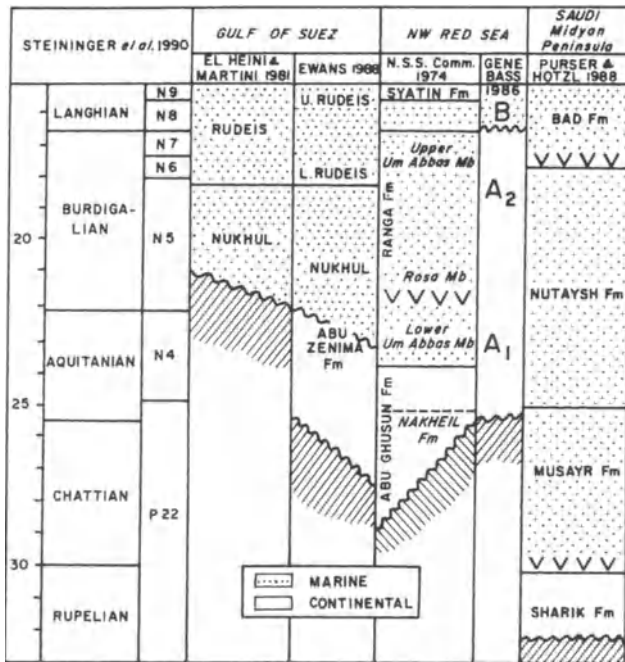 STEININGER et al. 1990
GULF OF SUEZ
NW RED SEA
SAUDI
Midyan
Peninsula
EL HEINI &
MARTINI 1981
EWANS 1988
N.S.S. Comm.
1974
GENE
BASS
1986
PURSER &
HOTZL 1988
LANGHIAN
BURDIGA-
LIAN
AQUITANIAN
CHATTIAN
RUPELIAN
20
25
30
N9
N8
N7
N6
N5
N4
P22
RUDEIS
NUKHUL
U. RUDEIS
L. RUDEIS
NUKHUL
ABU
ZENIMA
Fm
SYATIN Fm
Upper
Um Abbas Mb
RANGA Fm
Rosa Mb
Lower
Um Abbas Mb
ABU GHUSUN Fm
NAKHEIL
Fm
B
A2
A1
BAD Fm
NUTAYSH Fm
MUSAYR Fm
SHARIK Fm
MARINE
CONTINENTAL